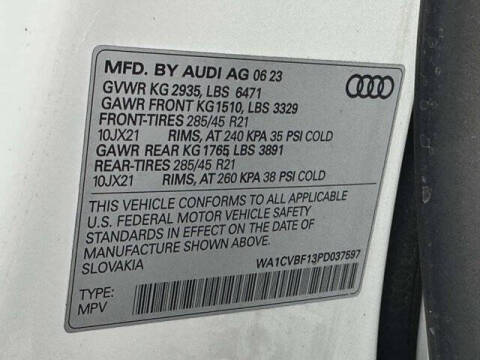 MFD. BY AUDI AG 06 23
GVWR KG 2935, LBS 6471
GAWR FRONT KG1510, LBS 3329
FRONT-TIRES 285/45 R21
10JX21 RIMS, AT 240 KPA 35 PSI COLD
GAWR REAR KG 1765, LBS 3891
REAR-TIRES 285/45 R21
10JX21 RIMS, AT 260 KPA 38 PSI COLD
THIS VEHICLE CONFORMS TO ALL APPLICABLE
U.S. FEDERAL MOTOR VEHICLE SAFETY
STANDARDS IN EFFECT ON THE DATE OF
MANUFACTURE SHOWN ABOVE.
SLOVAKIA WA1CVBF13PD037597
TYPE:
MPV